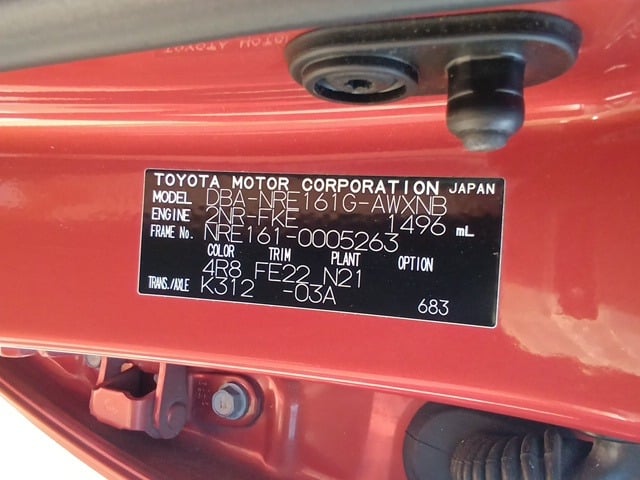 TOYOTA MOTOR CORPORATION JAPAN
MODEL DBA-NRE161G-AWXNB
ENGINE 2NR-FKE 1496 mL
FRAME No. NRE161-0005263
COLOR TRIM PLANT OPTION
4R8 FE22 N21
TRANS./AXLE K312 -03A
683